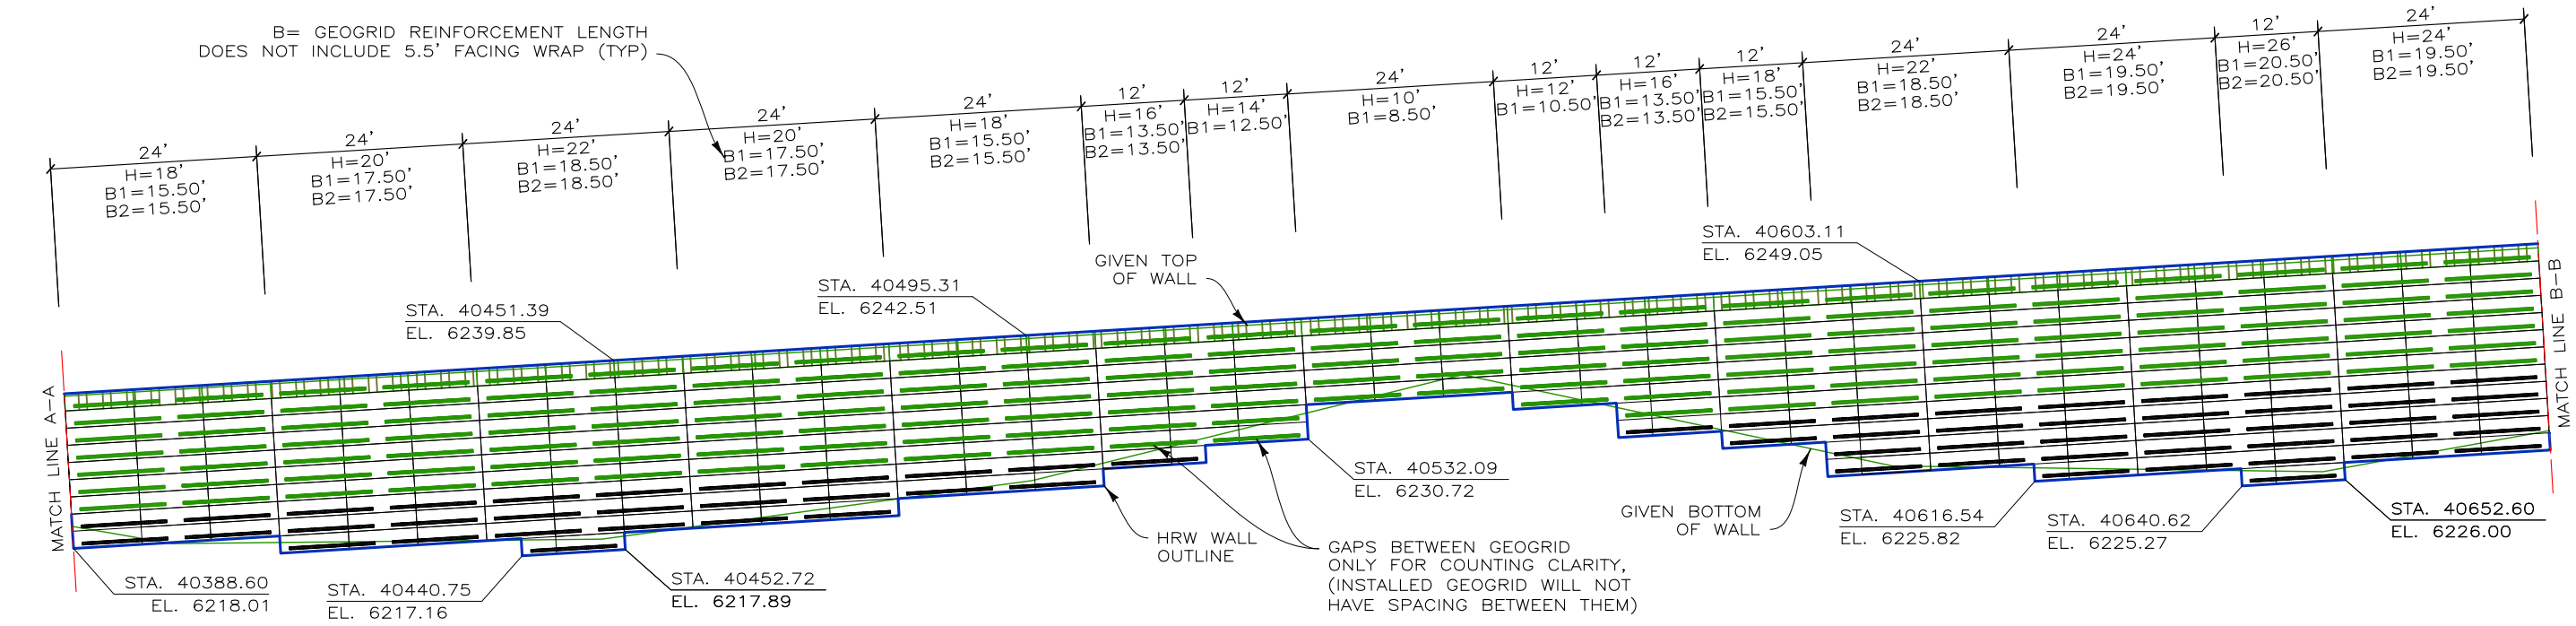 B= GEOGRID REINFORCEMENT LENGTH
DOES NOT INCLUDE 5.5' FACING WRAP (TYP)
24'
H=18'
B1=15.50'
B2=15.50'
24'
H=20'
B1=17.50'
B2=17.50'
24'
H=22'
B1=18.50'
B2=18.50'
24'
H=20'
B1=17.50'
B2=17.50'
24'
H=18'
B1=15.50'
B2=15.50'
12'
H=16'
B1=13.50'
B2=13.50'
12'
H=14'
B1=12.50'
24'
H=10'
B1=8.50'
12'
H=12'
B1=10.50'
12'
H=16'
B1=13.50'
B2=13.50'
12'
H=18'
B1=15.50'
B2=15.50'
24'
H=22'
B1=18.50'
B2=18.50'
24'
H=24'
B1=19.50'
B2=19.50'
12'
H=26'
B1=20.50'
B2=20.50'
24'
H=24'
B1=19.50'
B2=19.50'
STA. 40451.39
EL. 6239.85
STA. 40495.31
EL. 6242.51
GIVEN TOP
OF WALL
STA. 40603.11
EL. 6249.05
MATCH LINE A-A
MATCH LINE B-B
STA. 40388.60
EL. 6218.01
STA. 40440.75
EL. 6217.16
STA. 40452.72
EL. 6217.89
HRW WALL
OUTLINE
GAPS BETWEEN GEOGRID
ONLY FOR COUNTING CLARITY,
(INSTALLED GEOGRID WILL NOT
HAVE SPACING BETWEEN THEM)
STA. 40532.09
EL. 6230.72
GIVEN BOTTOM
OF WALL
STA. 40616.54
EL. 6225.82
STA. 40640.62
EL. 6225.27
STA. 40652.60
EL. 6226.00